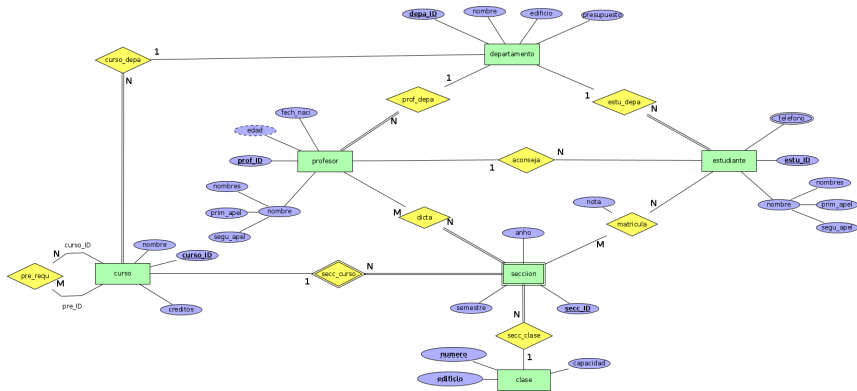 depa_ID
nombre
edificio
presupuesto
departamento
curso_depa
1
N
1
prof_depa
N
1
estu_depa
N
fech_naci
edad
prof_ID
profesor
nombres
prim_apel
segu_apel
nombre
1
aconseja
N
telefono
estudiante
estu_ID
nombre
nombres
prim_apel
segu_apel
M
dicta
N
nota
matricula
N
M
anho
secciion
semestre
secc_ID
curso_ID
N
pre_requ
M
pre_ID
nombre
curso_ID
curso
creditos
1
secc_curso
N
N
secc_clase
1
numero
edificio
clase
capacidad